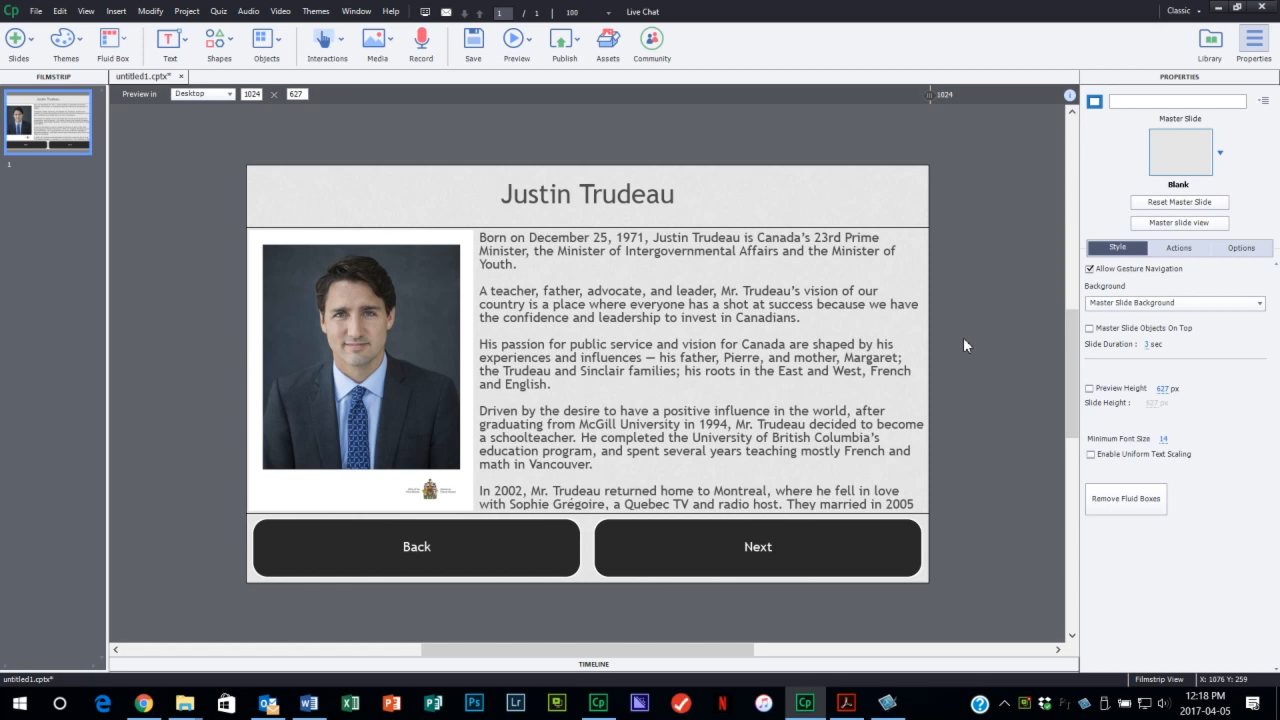 Cp File Edit View Insert Modify Project Quiz Audio Video Themes Window Help 1 / 1 100 Live Chat Classic
Slides Themes Fluid Box Text Shapes Objects Interactions Media Record Save Preview Publish Assets Community Library Properties
FILMSTRIP untitled1.cptx* × PROPERTIES
Preview in Desktop 1024 × 627 1024
Master Slide
Blank
Reset Master Slide
Master slide view
Style Actions Options
Allow Gesture Navigation
Background
Master Slide Background
Master Slide Objects On Top
Slide Duration : 3 sec
Preview Height 627 px
Slide Height : 627 px
Minimum Font Size 14
Enable Uniform Text Scaling
Remove Fluid Boxes
1
Justin Trudeau
Born on December 25, 1971, Justin Trudeau is Canada's 23rd Prime
Minister, the Minister of Intergovernmental Affairs and the Minister of
Youth.
A teacher, father, advocate, and leader, Mr. Trudeau's vision of our
country is a place where everyone has a shot at success because we have
the confidence and leadership to invest in Canadians.
His passion for public service and vision for Canada are shaped by his
experiences and influences — his father, Pierre, and mother, Margaret;
the Trudeau and Sinclair families; his roots in the East and West, French
and English.
Driven by the desire to have a positive influence in the world, after
graduating from McGill University in 1994, Mr. Trudeau decided to become
a schoolteacher. He completed the University of British Columbia's
education program, and spent several years teaching mostly French and
math in Vancouver.
In 2002, Mr. Trudeau returned home to Montreal, where he fell in love
with Sophie Grégoire, a Quebec TV and radio host. They married in 2005
Back Next
TIMELINE
untitled1.cptx* Filmstrip View X: 1076 Y: 259
12:18 PM
2017-04-05